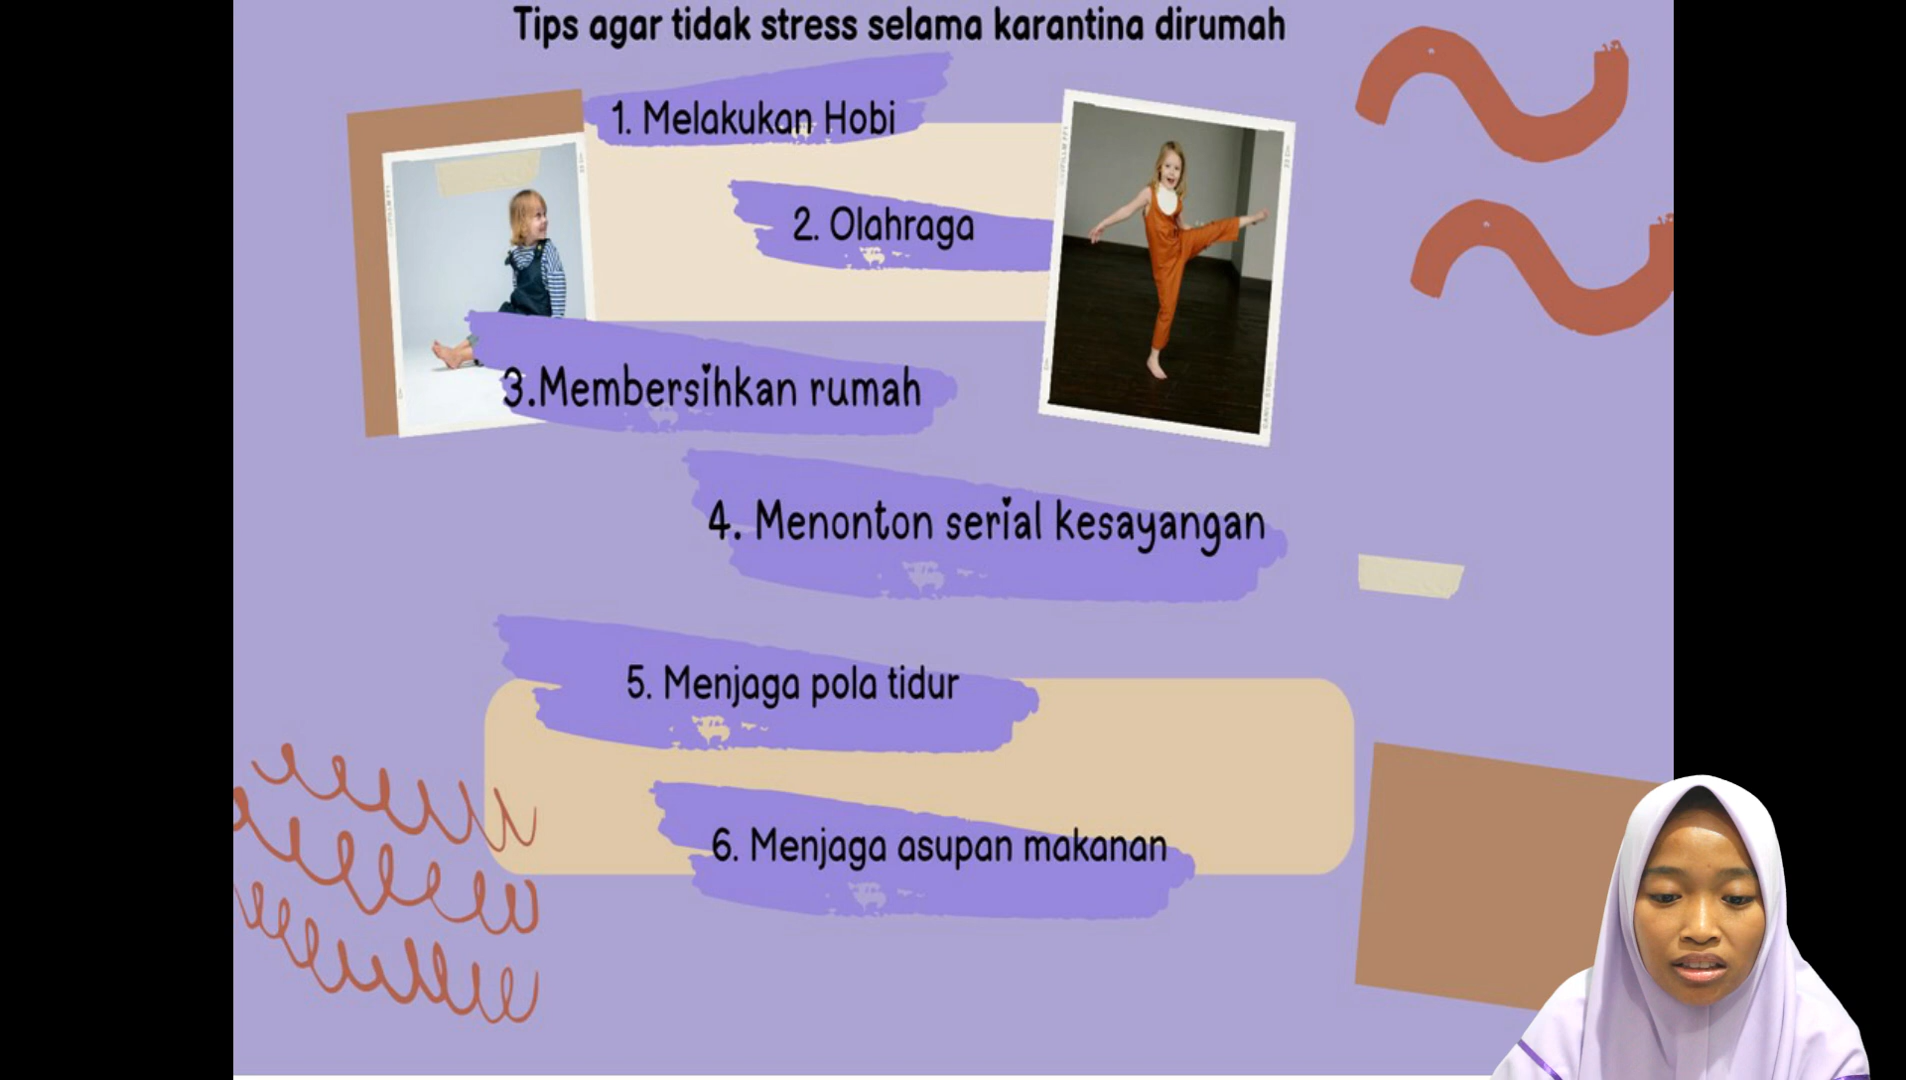 Tips agar tidak stress selama karantina dirumah
1. Melakukan Hobi
2. Olahraga
3.Membersihkan rumah
4. Menonton serial kesayangan
5. Menjaga pola tidur
6. Menjaga asupan makanan